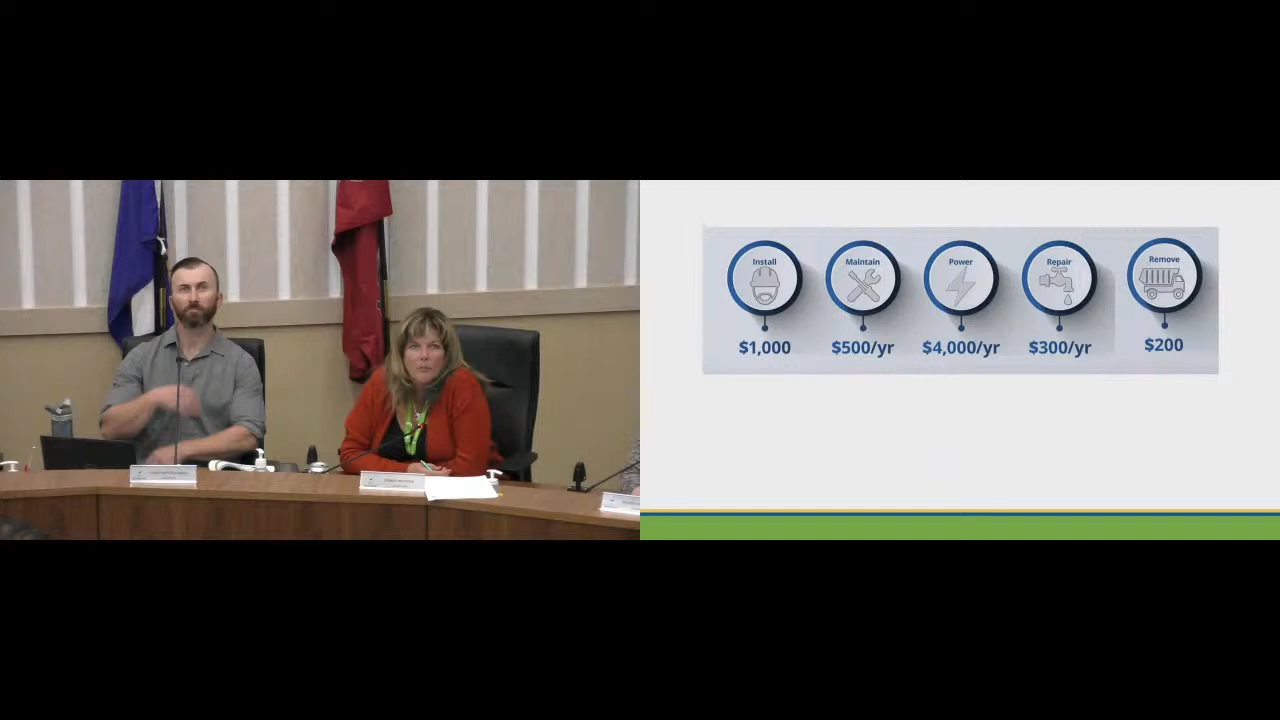 Install
Maintain
Power
Repair
Remove
$1,000
$500/yr
$4,000/yr
$300/yr
$200